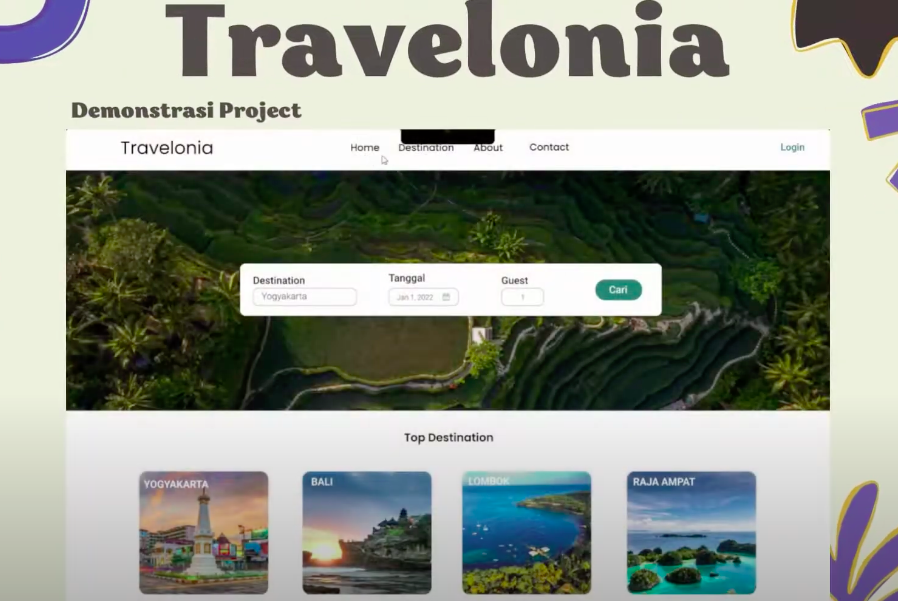 Travelonia
Demonstrasi Project
Travelonia Home Destination About Contact Login
Destination Tanggal Guest
Yogyakarta Jan 1, 2022 1 Cari
Top Destination
YOGYAKARTA BALI LOMBOK RAJA AMPAT